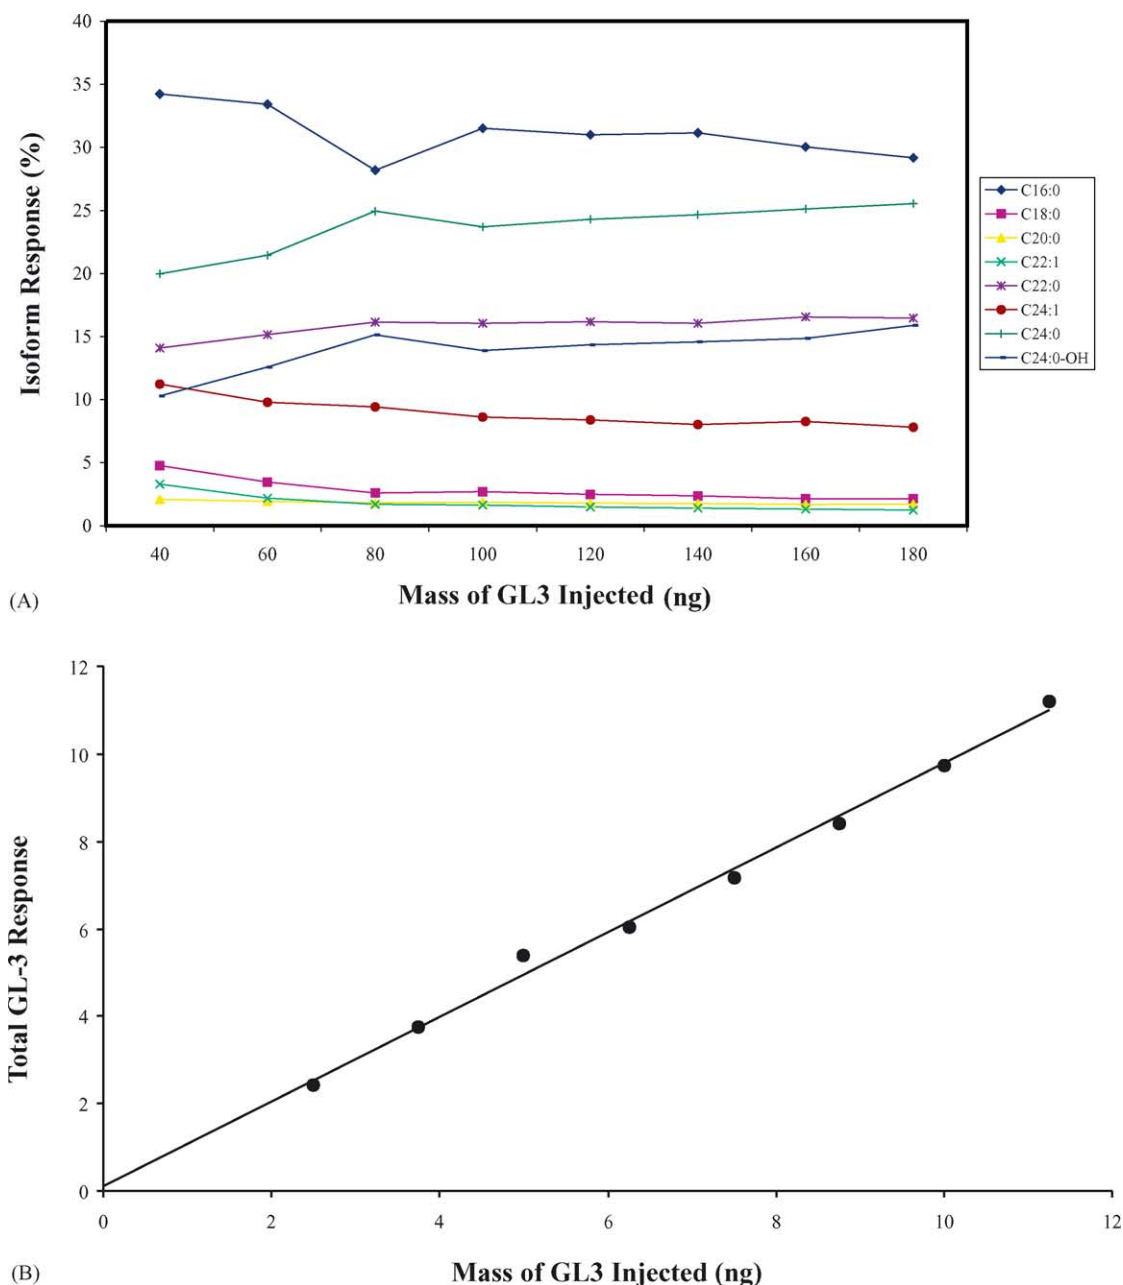 40
35
30
25
20
15
10
5
0
Isoform Response (%)
40 60 80 100 120 140 160 180
Mass of GL3 Injected (ng)
C16:0
C18:0
C20:0
C22:1
C22:0
C24:1
C24:0
C24:0-OH
(A)
12
10
8
6
4
2
0
Total GL-3 Response
0 2 4 6 8 10 12
Mass of GL3 Injected (ng)
(B)